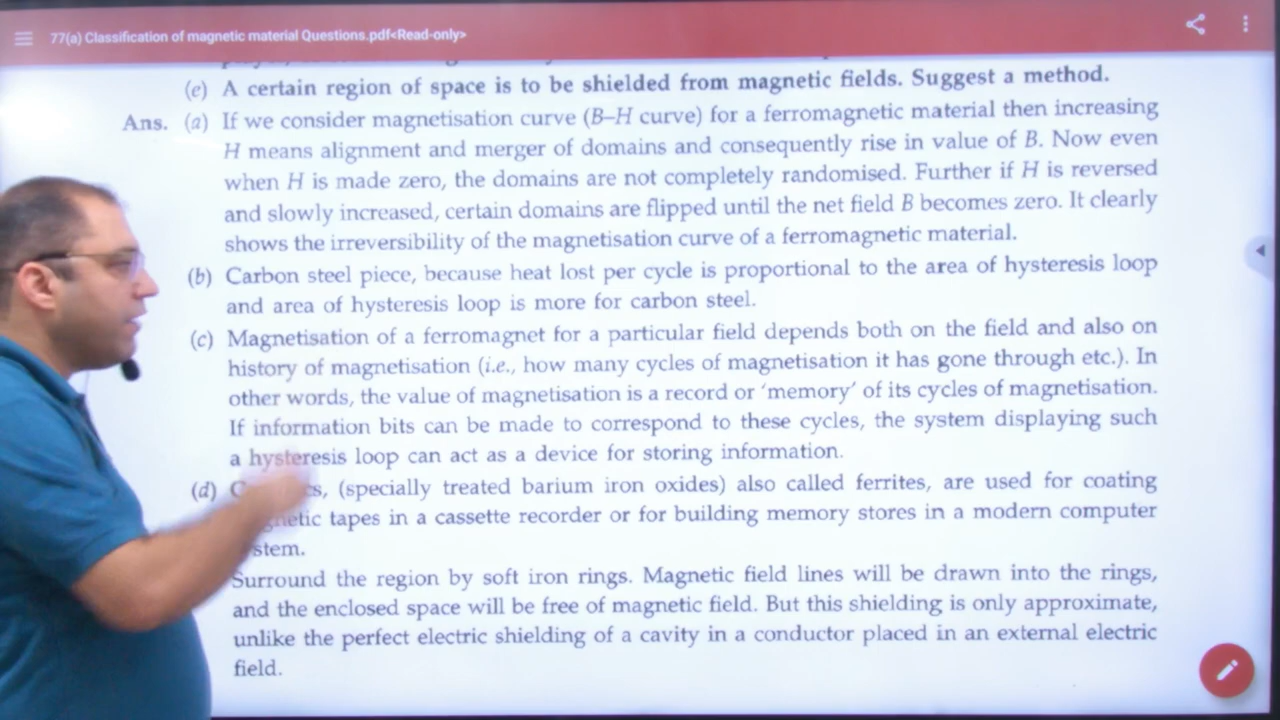 77(a) Classification of magnetic material Questions.pdf<Read-only>
(e) A certain region of space is to be shielded from magnetic fields. Suggest a method.
Ans. (a) If we consider magnetisation curve (B–H curve) for a ferromagnetic material then increasing
H means alignment and merger of domains and consequently rise in value of B. Now even
when H is made zero, the domains are not completely randomised. Further if H is reversed
and slowly increased, certain domains are flipped until the net field B becomes zero. It clearly
shows the irreversibility of the magnetisation curve of a ferromagnetic material.
(b) Carbon steel piece, because heat lost per cycle is proportional to the area of hysteresis loop
and area of hysteresis loop is more for carbon steel.
(c) Magnetisation of a ferromagnet for a particular field depends both on the field and also on
history of magnetisation (i.e., how many cycles of magnetisation it has gone through etc.). In
other words, the value of magnetisation is a record or ‘memory’ of its cycles of magnetisation.
If information bits can be made to correspond to these cycles, the system displaying such
a hysteresis loop can act as a device for storing information.
(d) (specially treated barium iron oxides) also called ferrites, are used for coating
tapes in a cassette recorder or for building memory stores in a modern computer
Surround the region by soft iron rings. Magnetic field lines will be drawn into the rings,
and the enclosed space will be free of magnetic field. But this shielding is only approximate,
unlike the perfect electric shielding of a cavity in a conductor placed in an external electric
field.